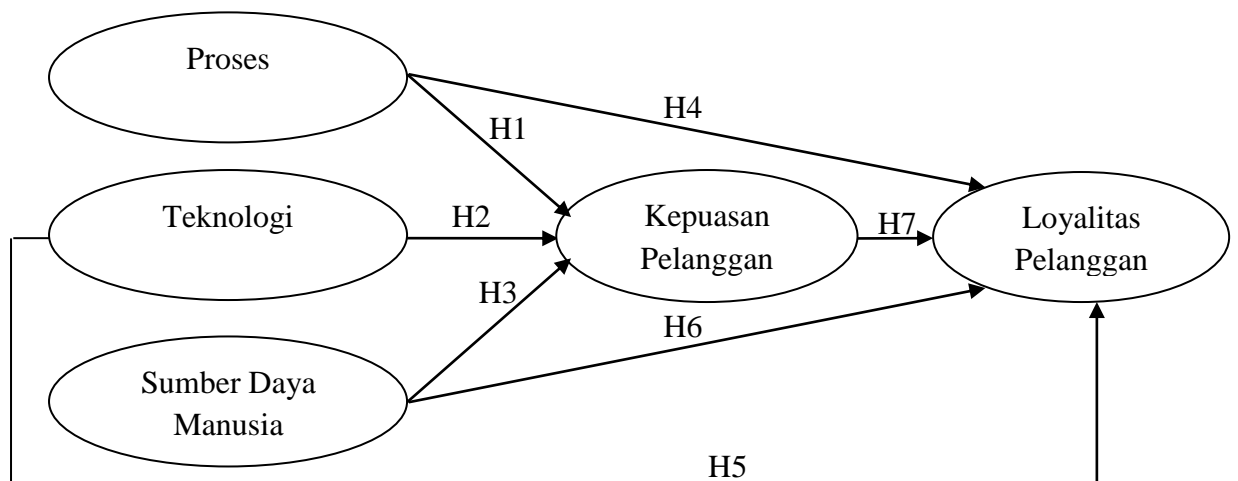 Proses
H4
H1
Teknologi
H2
Kepuasan
Pelanggan
H7
Loyalitas
Pelanggan
H3
H6
Sumber Daya
Manusia
H5